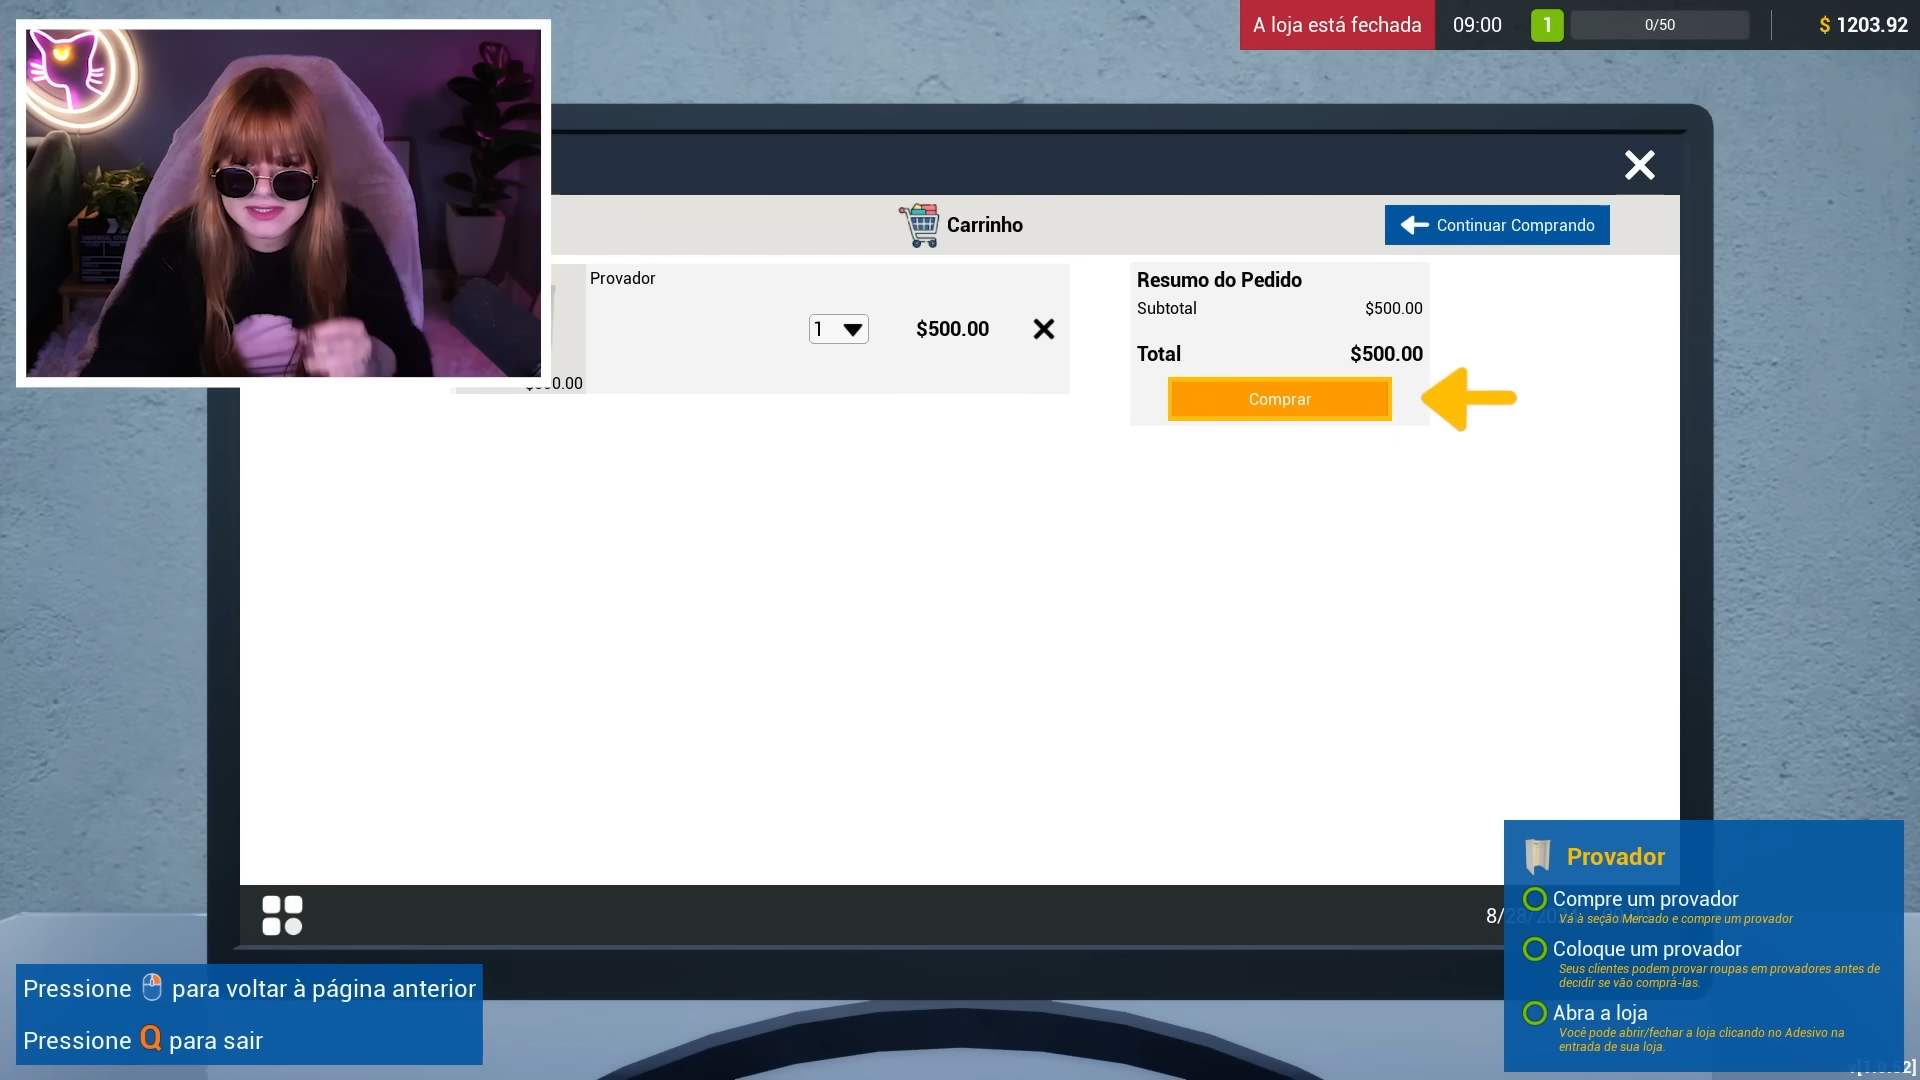 A loja está fechada
09:00
1
0/50
$ 1203.92
Carrinho
Continuar Comprando
Provador
1
$500.00
Resumo do Pedido
Subtotal
$500.00
Total
$500.00
Comprar
Provador
Compre um provador
Vá à seção Mercado e compre um provador
Coloque um provador
Seus clientes podem provar roupas em provadores antes de
decidir se vão comprá-las.
Abra a loja
Você pode abrir/fechar a loja clicando no Adesivo na
entrada de sua loja.
Pressione para voltar à página anterior
Pressione Q para sair